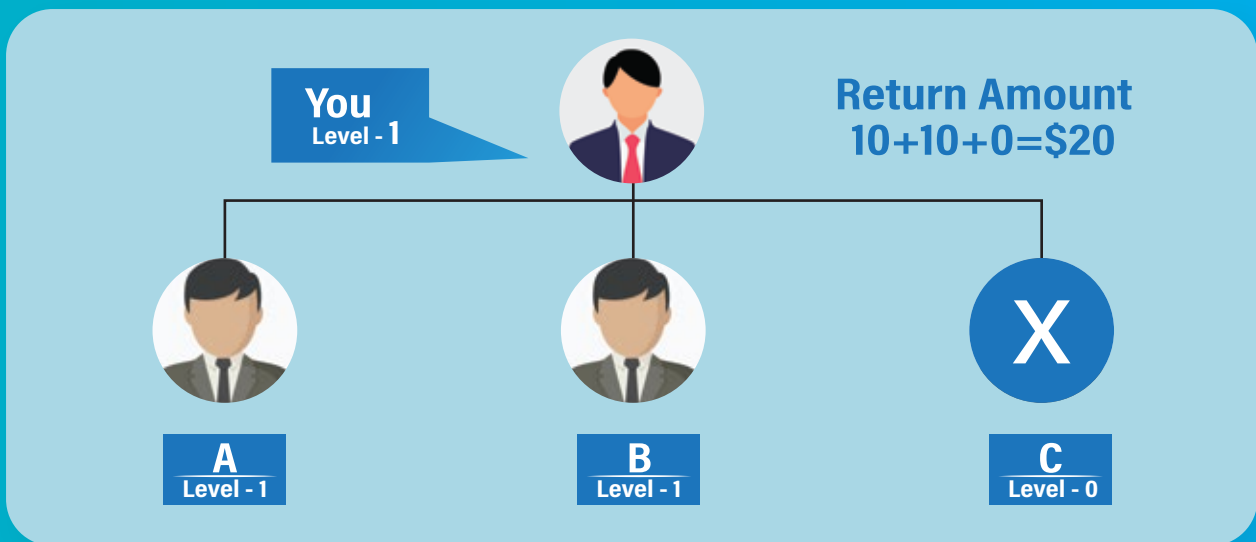 You
Level - 1
Return Amount
10+10+0=$20
X
A
Level - 1
B
Level - 1
C
Level - 0